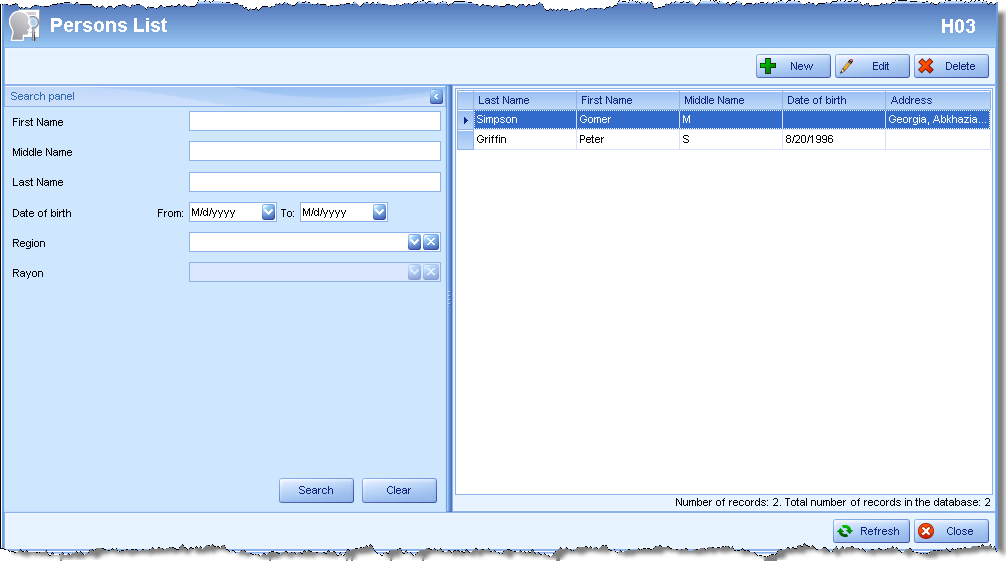 Persons List H03
New Edit Delete
Search panel
First Name
Middle Name
Last Name
Date of birth From: M/d/yyyy To: M/d/yyyy
Region
Rayon
Search Clear
Last Name First Name Middle Name Date of birth Address
Simpson Gomer M Georgia, Abkhazia...
Griffin Peter S 8/20/1996
Number of records: 2. Total number of records in the database: 2
Refresh Close